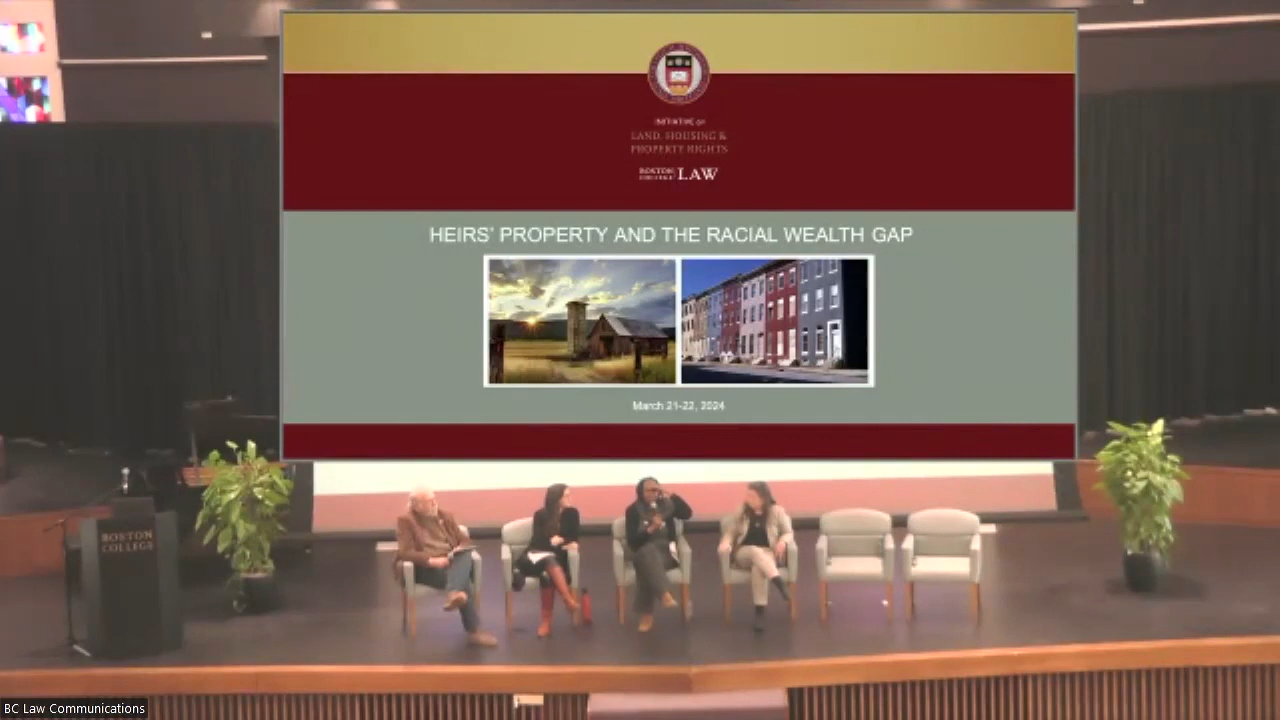 INITIATIVE OF
LAND, HOUSING &
PROPERTY RIGHTS
BOSTON
COLLEGE
LAW
HEIRS' PROPERTY AND THE RACIAL WEALTH GAP
March 21-22, 2024
BOSTON
COLLEGE
BC Law Communications